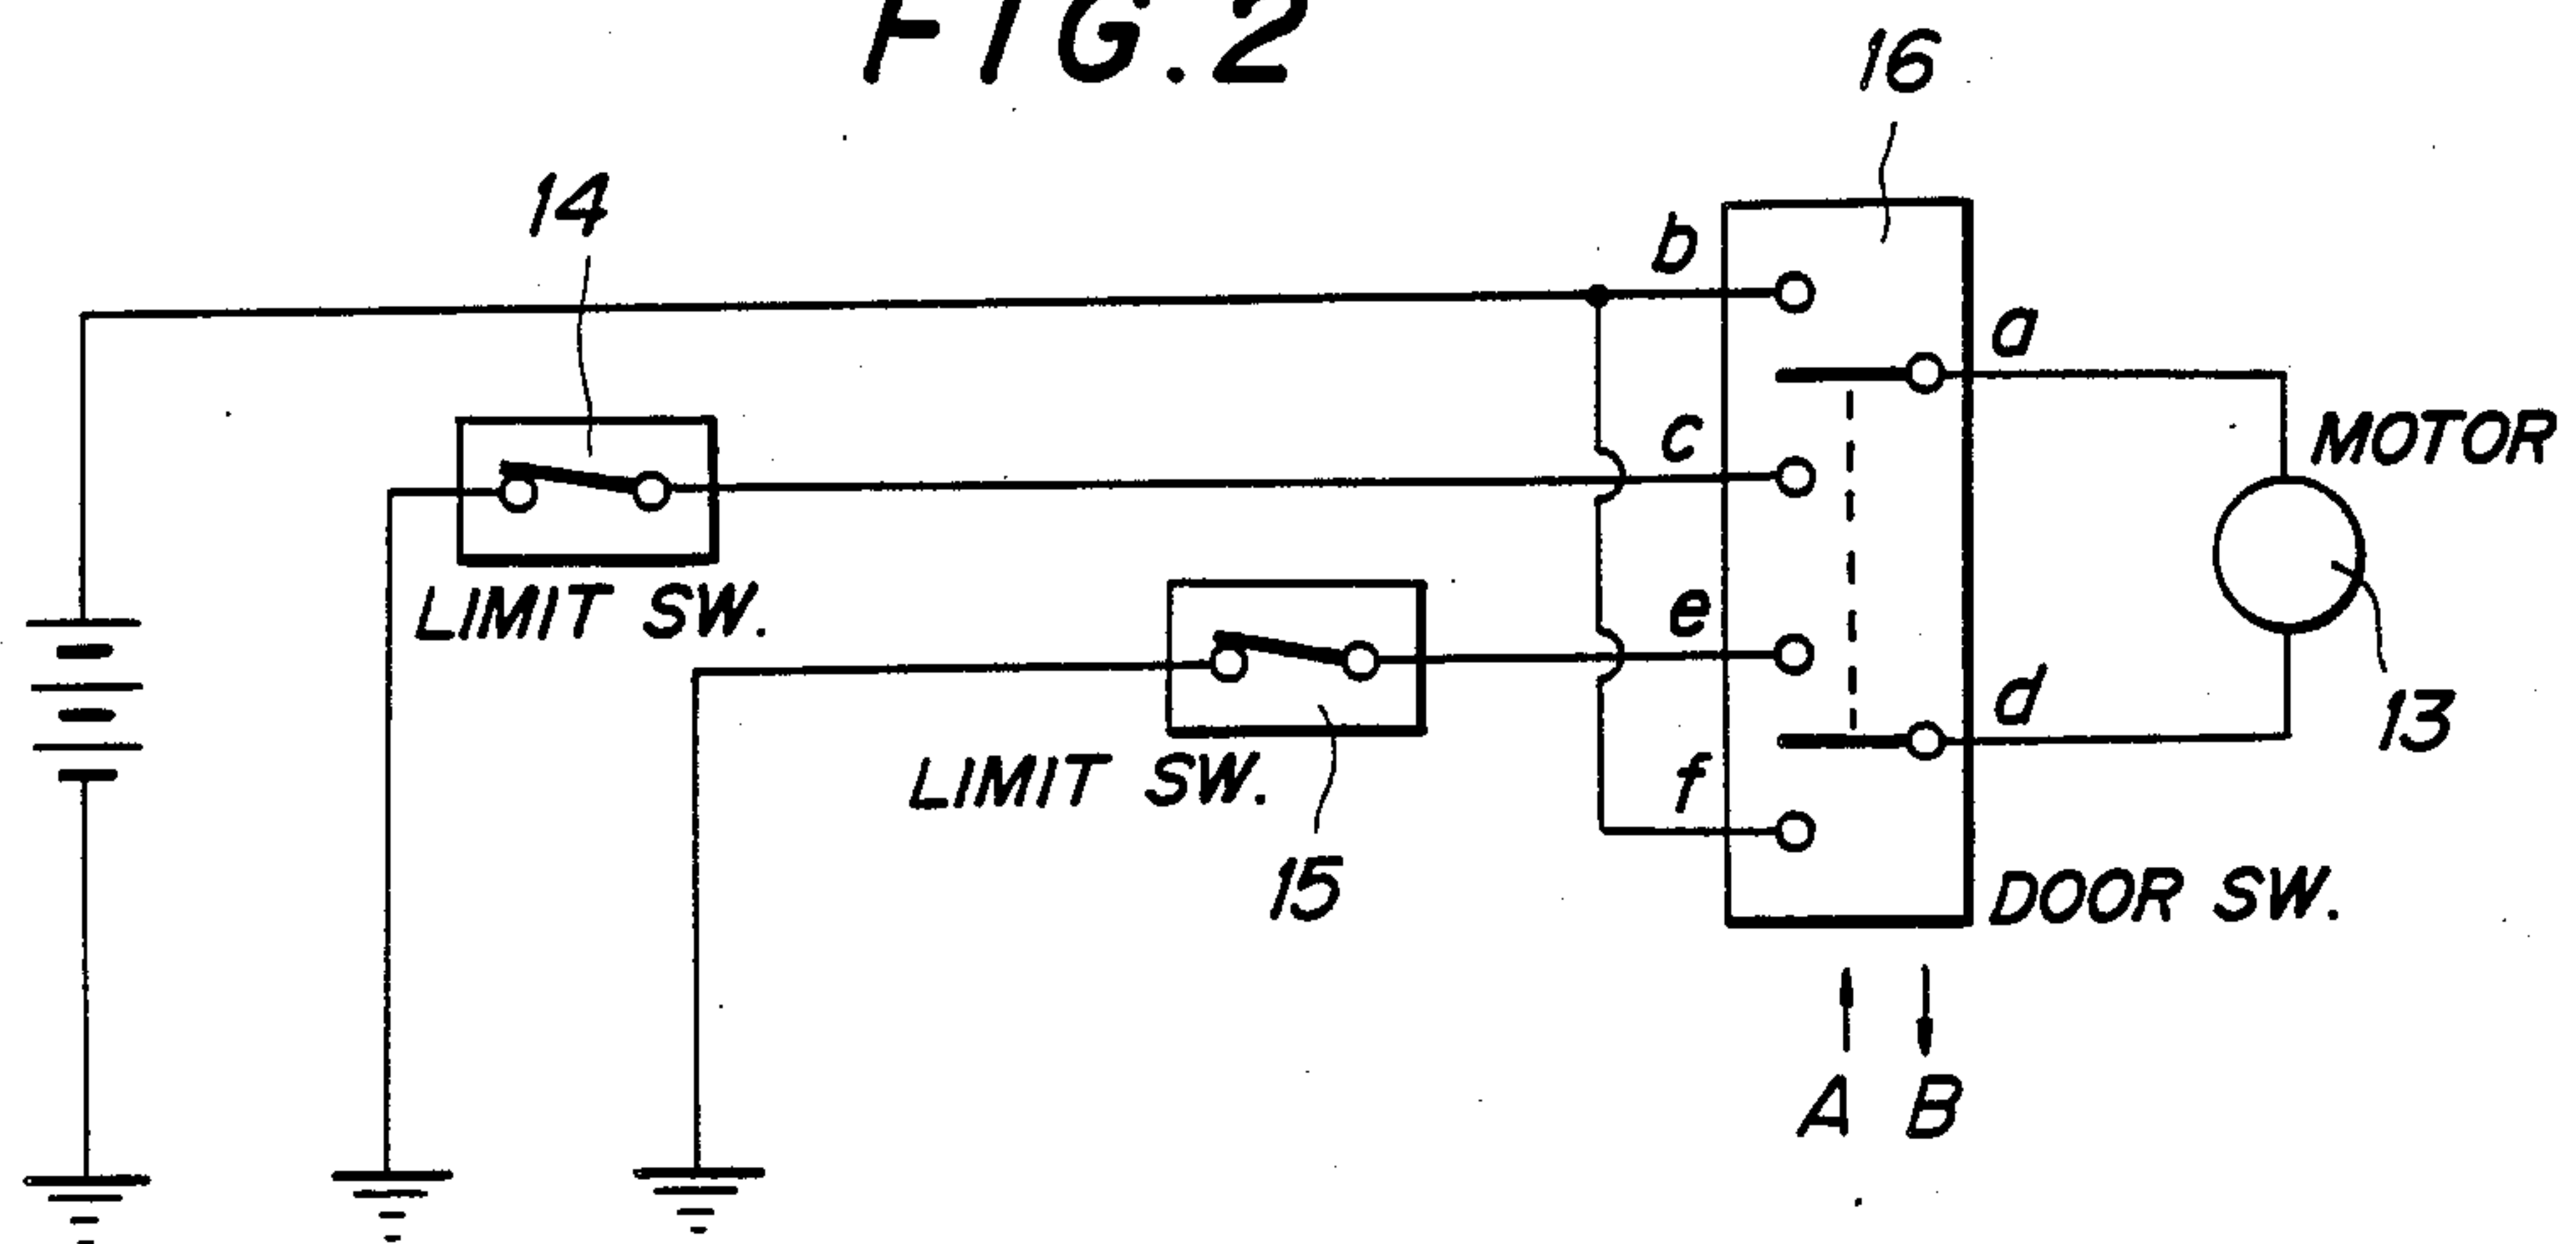 FIG. 2
16
14
b
a
c
MOTOR
LIMIT SW.
e
d
13
LIMIT SW.
f
15
DOOR SW.
A B